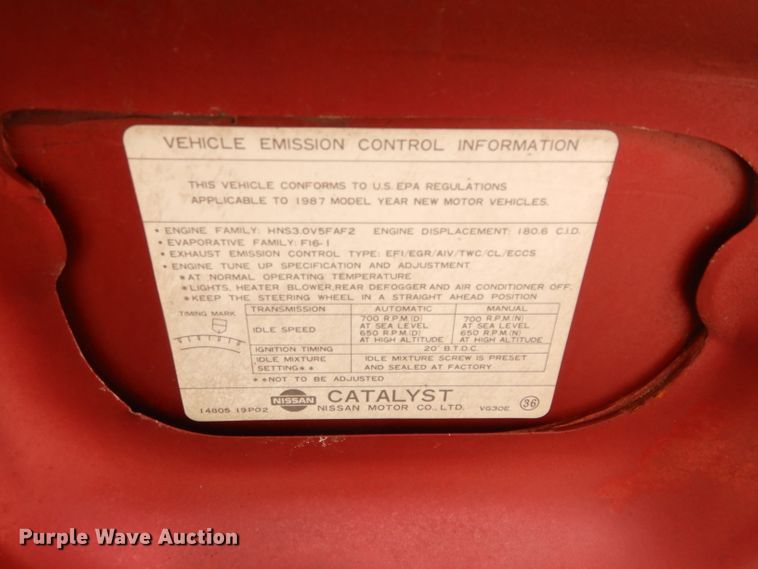 VEHICLE EMISSION CONTROL INFORMATION
THIS VEHICLE CONFORMS TO U.S. EPA REGULATIONS
APPLICABLE TO 1987 MODEL YEAR NEW MOTOR VEHICLES.
• ENGINE FAMILY: HNS3.0V5FAF2 ENGINE DISPLACEMENT: 180.6 C.I.D.
• EVAPORATIVE FAMILY: F16-1
• EXHAUST EMISSION CONTROL TYPE: EFI/EGR/AIV/TWC/CL/ECCS
• ENGINE TUNE UP SPECIFICATION AND ADJUSTMENT
*AT NORMAL OPERATING TEMPERATURE
*LIGHTS, HEATER BLOWER, REAR DEFOGGER AND AIR CONDITIONER OFF.
*KEEP THE STEERING WHEEL IN A STRAIGHT AHEAD POSITION
TIMING MARK
TRANSMISSION AUTOMATIC MANUAL
IDLE SPEED
700 R.P.M.(D) 700 R.P.M.(N)
AT SEA LEVEL AT SEA LEVEL
650 R.P.M.(D) 650 R.P.M.(N)
AT HIGH ALTITUDE AT HIGH ALTITUDE
IGNITION TIMING 20° B.T.D.C.
IDLE MIXTURE IDLE MIXTURE SCREW IS PRESET
SETTING** AND SEALED AT FACTORY
**NOT TO BE ADJUSTED
NISSAN CATALYST
14805 19P02 NISSAN MOTOR CO., LTD. VG30E 36
Purple Wave Auction